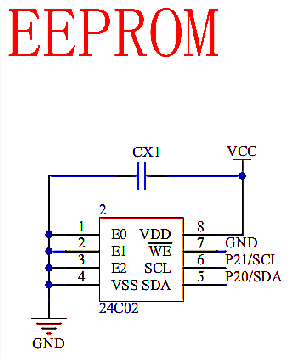 EEPROM
CX1
VCC
2
1 E0 VDD 8
2 E1 WE 7 GND
3 E2 SCL 6 P21/SCL
4 VSS SDA 5 P20/SDA
24C02
GND